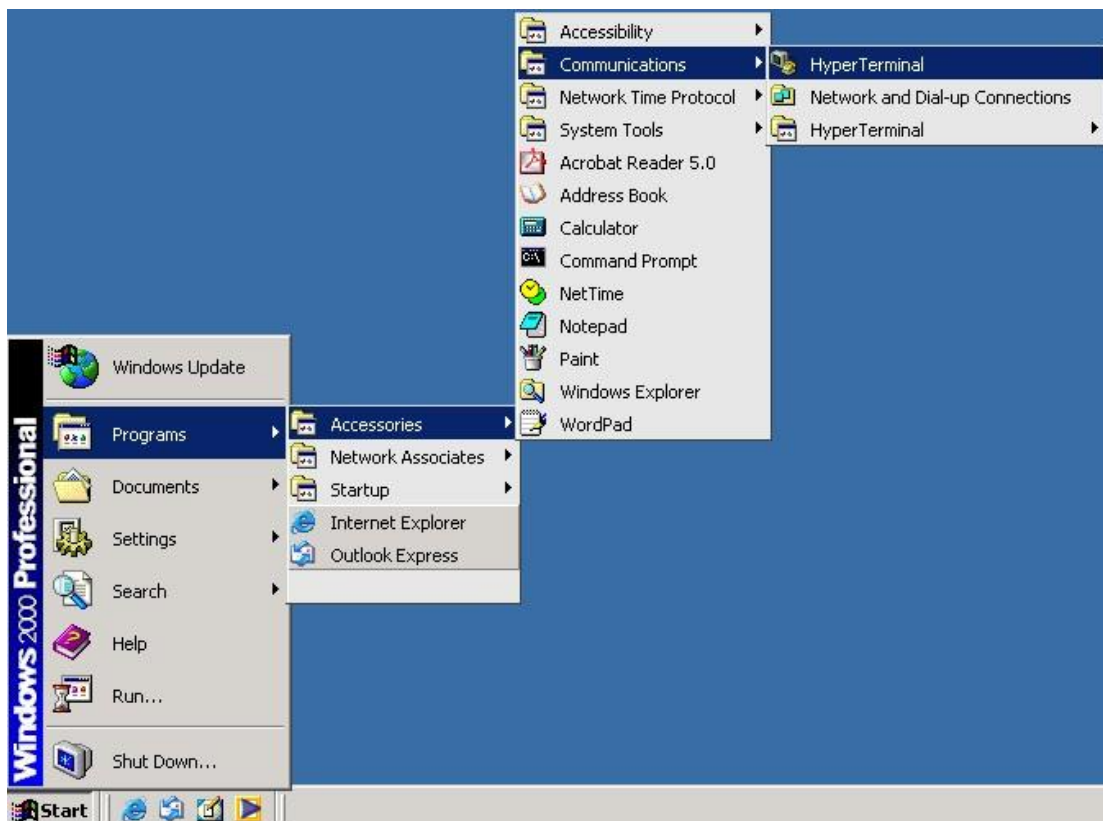 Accessibility
Communications
Network Time Protocol
System Tools
Acrobat Reader 5.0
Address Book
Calculator
Command Prompt
NetTime
Notepad
Paint
Windows Explorer
WordPad
HyperTerminal
Network and Dial-up Connections
HyperTerminal
Windows Update
Programs
Documents
Settings
Search
Help
Run...
Shut Down...
Accessories
Network Associates
Startup
Internet Explorer
Outlook Express
Windows 2000 Professional
Start